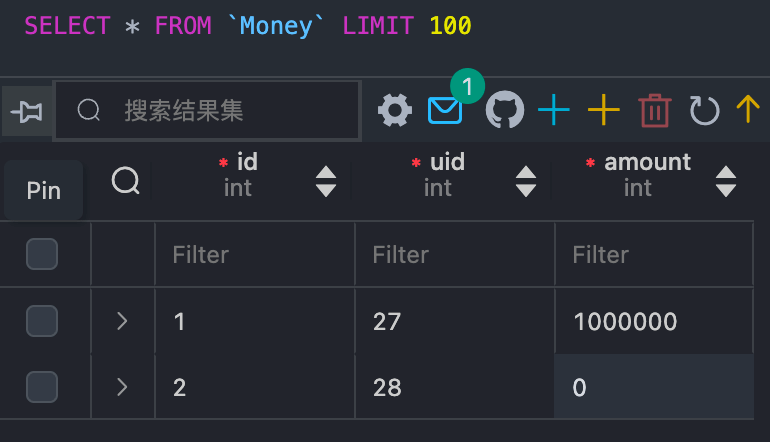 SELECT * FROM `Money` LIMIT 100
搜索结果集
1
Pin
* id
int
* uid
int
* amount
int
Filter Filter Filter
1 27 1000000
2 28 0